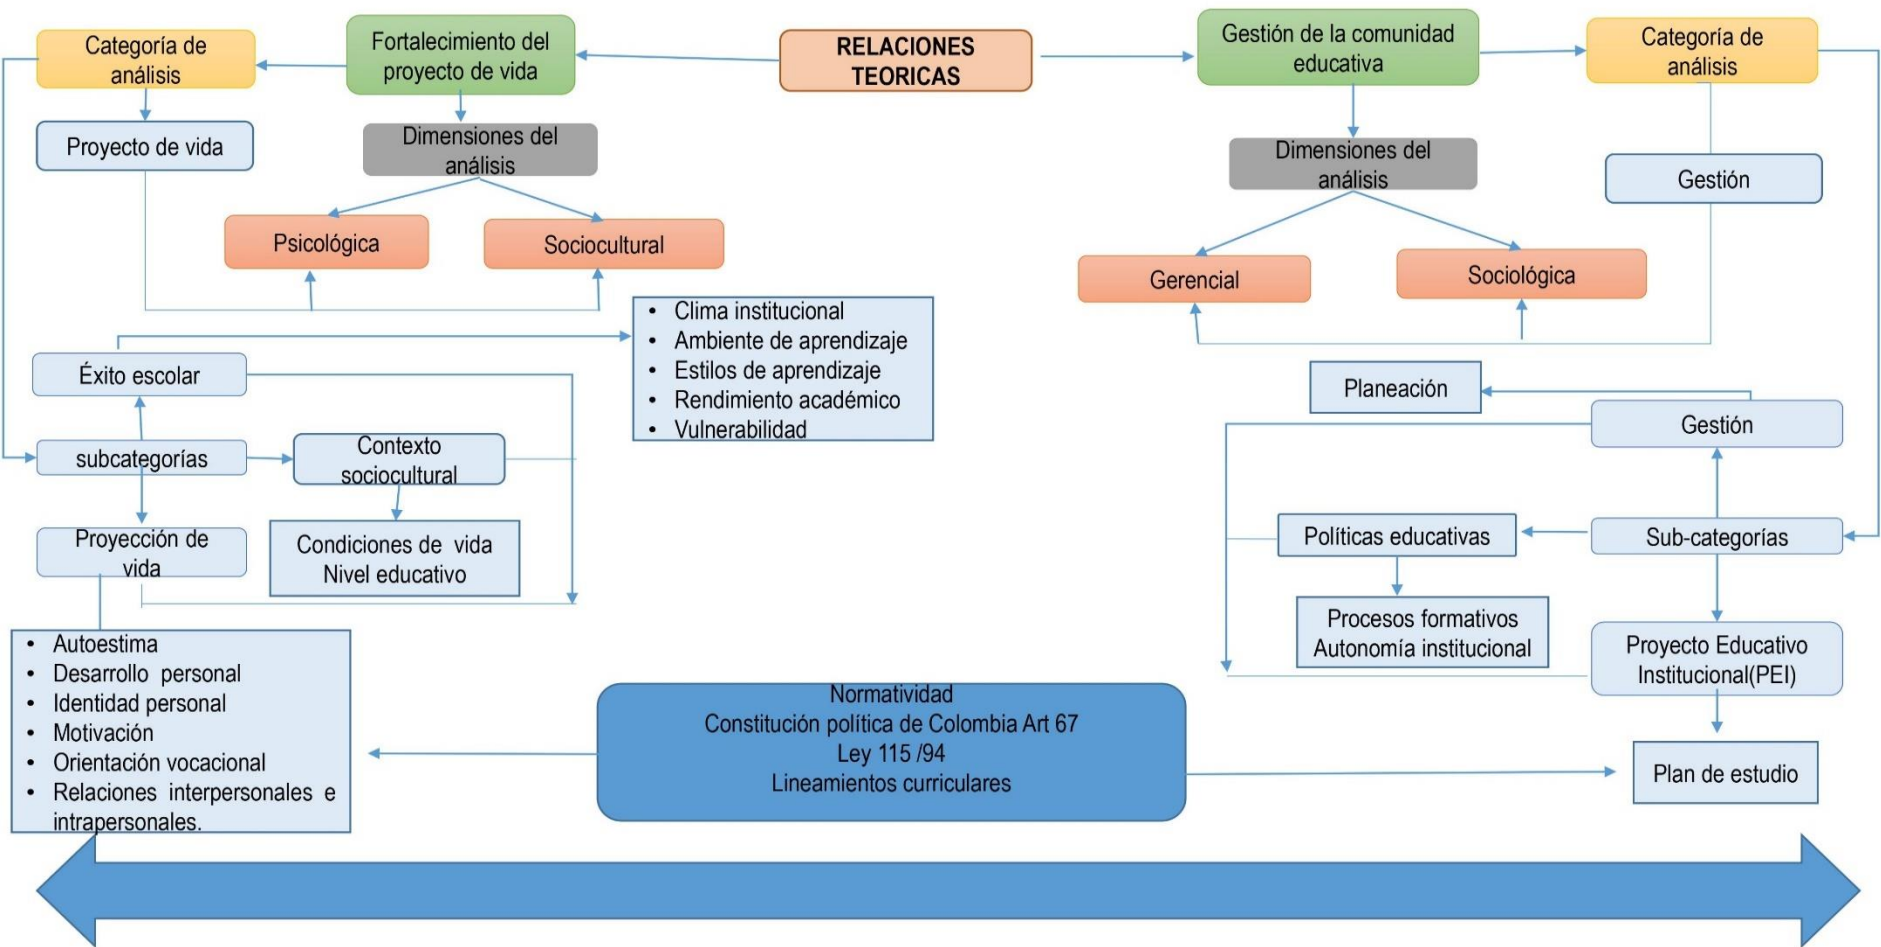 Categoría de
análisis
Fortalecimiento del
proyecto de vida
RELACIONES
TEORICAS
Gestión de la comunidad
educativa
Categoría de
análisis
Proyecto de vida
Dimensiones del
análisis
Dimensiones del
análisis
Gestión
Psicológica
Sociocultural
Gerencial
Sociológica
• Clima institucional
• Ambiente de aprendizaje
• Estilos de aprendizaje
• Rendimiento académico
• Vulnerabilidad
Éxito escolar
Planeación
Gestión
subcategorías
Contexto
sociocultural
Proyección de
vida
Condiciones de vida
Nivel educativo
Políticas educativas
Sub-categorías
Procesos formativos
Autonomía institucional
Proyecto Educativo
Institucional(PEI)
• Autoestima
• Desarrollo personal
• Identidad personal
• Motivación
• Orientación vocacional
• Relaciones interpersonales e
intrapersonales.
Normatividad
Constitución política de Colombia Art 67
Ley 115 /94
Lineamientos curriculares
Plan de estudio